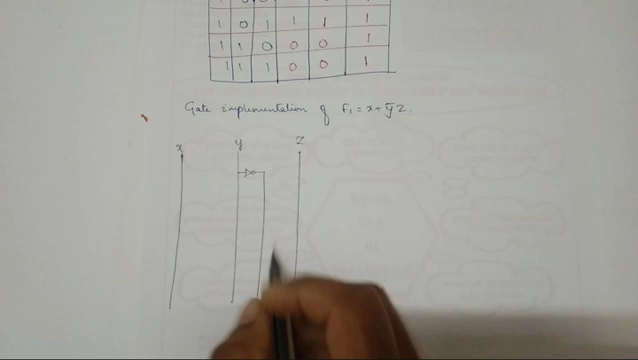 1 0 1 1 1 1
1 1 0 0 0 1
1 1 1 0 0 1
Gate implementation of F₁ = x + ȳz.
x y z